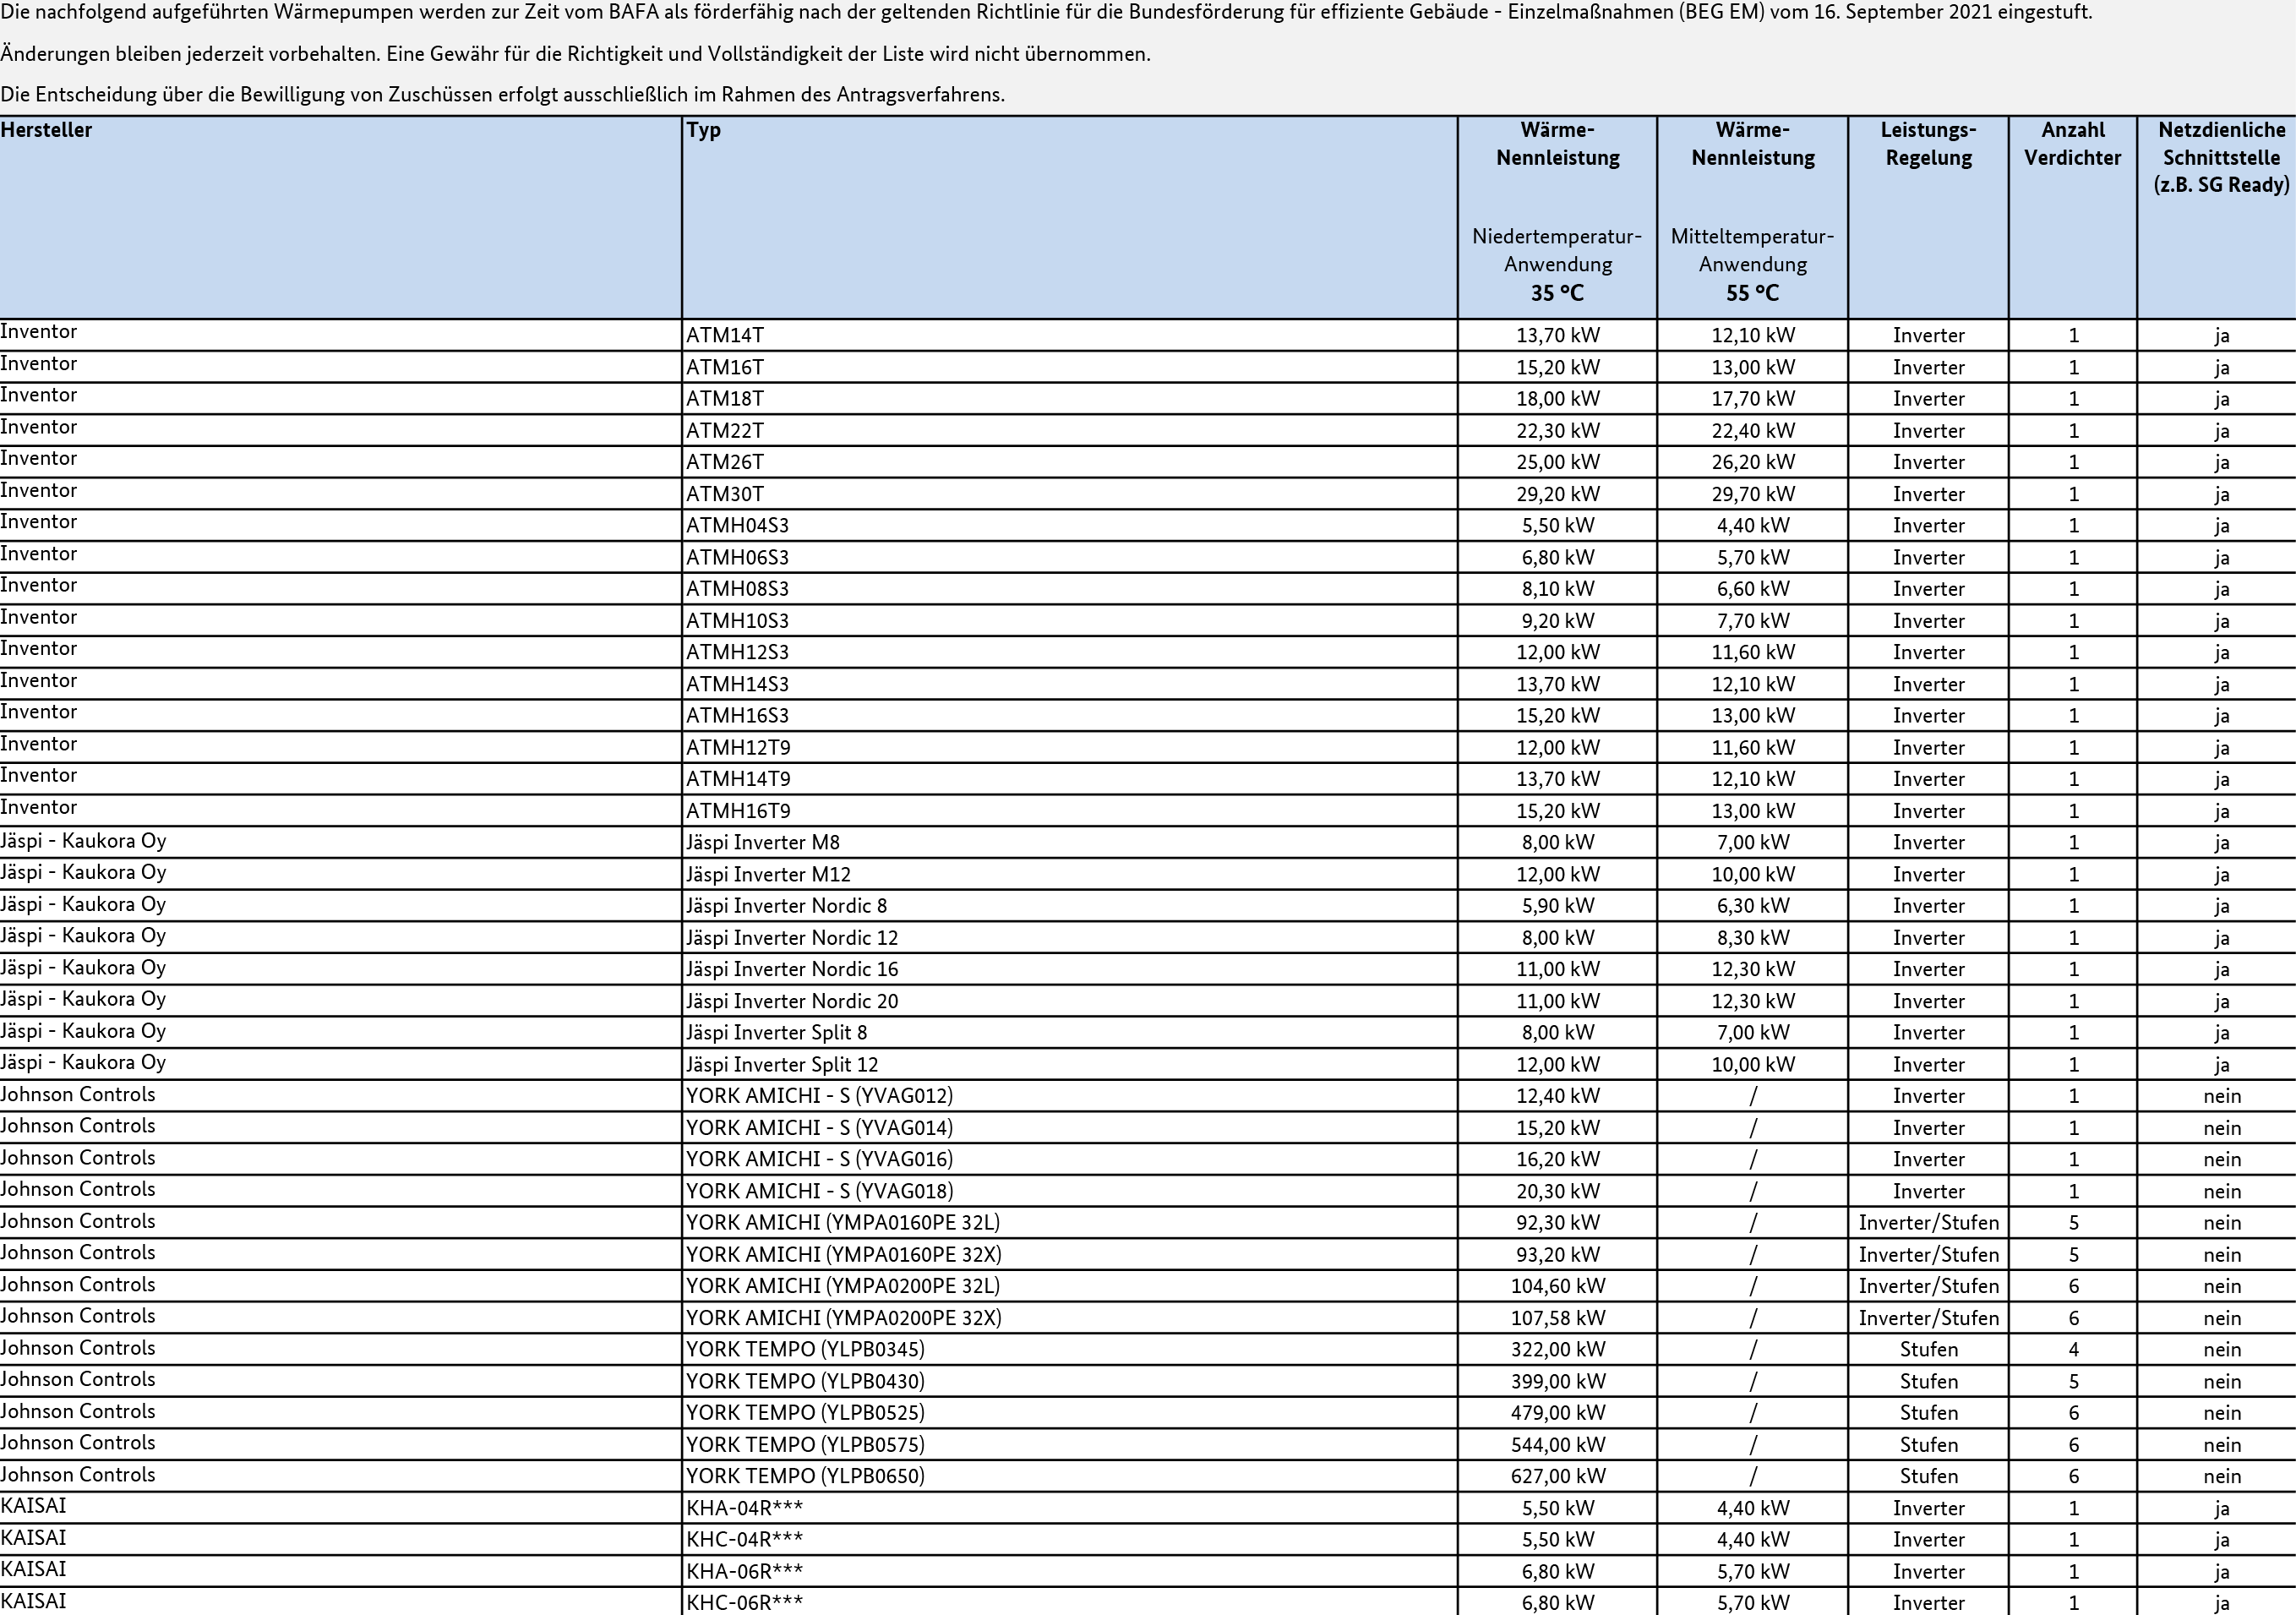 Die nachfolgend aufgeführten Wärmepumpen werden zur Zeit vom BAFA als förderfähig nach der geltenden Richtlinie für die Bundesförderung für effiziente Gebäude - Einzelmaßnahmen (BEG EM) vom 16. September 2021 eingestuft.
Änderungen bleiben jederzeit vorbehalten. Eine Gewähr für die Richtigkeit und Vollständigkeit der Liste wird nicht übernommen.
Die Entscheidung über die Bewilligung von Zuschüssen erfolgt ausschließlich im Rahmen des Antragsverfahrens.
Hersteller Typ Wärme- Wärme- Leistungs- Anzahl Netzdienliche
Nennleistung Nennleistung Regelung Verdichter Schnittstelle
(z.B. SG Ready)
Niedertemperatur- Mitteltemperatur-
Anwendung Anwendung
35 °C 55 °C
Inventor ATM14T 13,70 kW 12,10 kW Inverter 1 ja
Inventor ATM16T 15,20 kW 13,00 kW Inverter 1 ja
Inventor ATM18T 18,00 kW 17,70 kW Inverter 1 ja
Inventor ATM22T 22,30 kW 22,40 kW Inverter 1 ja
Inventor ATM26T 25,00 kW 26,20 kW Inverter 1 ja
Inventor ATM30T 29,20 kW 29,70 kW Inverter 1 ja
Inventor ATMH04S3 5,50 kW 4,40 kW Inverter 1 ja
Inventor ATMH06S3 6,80 kW 5,70 kW Inverter 1 ja
Inventor ATMH08S3 8,10 kW 6,60 kW Inverter 1 ja
Inventor ATMH10S3 9,20 kW 7,70 kW Inverter 1 ja
Inventor ATMH12S3 12,00 kW 11,60 kW Inverter 1 ja
Inventor ATMH14S3 13,70 kW 12,10 kW Inverter 1 ja
Inventor ATMH16S3 15,20 kW 13,00 kW Inverter 1 ja
Inventor ATMH12T9 12,00 kW 11,60 kW Inverter 1 ja
Inventor ATMH14T9 13,70 kW 12,10 kW Inverter 1 ja
Inventor ATMH16T9 15,20 kW 13,00 kW Inverter 1 ja
Jäspi - Kaukora Oy Jäspi Inverter M8 8,00 kW 7,00 kW Inverter 1 ja
Jäspi - Kaukora Oy Jäspi Inverter M12 12,00 kW 10,00 kW Inverter 1 ja
Jäspi - Kaukora Oy Jäspi Inverter Nordic 8 5,90 kW 6,30 kW Inverter 1 ja
Jäspi - Kaukora Oy Jäspi Inverter Nordic 12 8,00 kW 8,30 kW Inverter 1 ja
Jäspi - Kaukora Oy Jäspi Inverter Nordic 16 11,00 kW 12,30 kW Inverter 1 ja
Jäspi - Kaukora Oy Jäspi Inverter Nordic 20 11,00 kW 12,30 kW Inverter 1 ja
Jäspi - Kaukora Oy Jäspi Inverter Split 8 8,00 kW 7,00 kW Inverter 1 ja
Jäspi - Kaukora Oy Jäspi Inverter Split 12 12,00 kW 10,00 kW Inverter 1 ja
Johnson Controls YORK AMICHI - S (YVAG012) 12,40 kW / Inverter 1 nein
Johnson Controls YORK AMICHI - S (YVAG014) 15,20 kW / Inverter 1 nein
Johnson Controls YORK AMICHI - S (YVAG016) 16,20 kW / Inverter 1 nein
Johnson Controls YORK AMICHI - S (YVAG018) 20,30 kW / Inverter 1 nein
Johnson Controls YORK AMICHI (YMPA0160PE 32L) 92,30 kW / Inverter/Stufen 5 nein
Johnson Controls YORK AMICHI (YMPA0160PE 32X) 93,20 kW / Inverter/Stufen 5 nein
Johnson Controls YORK AMICHI (YMPA0200PE 32L) 104,60 kW / Inverter/Stufen 6 nein
Johnson Controls YORK AMICHI (YMPA0200PE 32X) 107,58 kW / Inverter/Stufen 6 nein
Johnson Controls YORK TEMPO (YLPB0345) 322,00 kW / Stufen 4 nein
Johnson Controls YORK TEMPO (YLPB0430) 399,00 kW / Stufen 5 nein
Johnson Controls YORK TEMPO (YLPB0525) 479,00 kW / Stufen 6 nein
Johnson Controls YORK TEMPO (YLPB0575) 544,00 kW / Stufen 6 nein
Johnson Controls YORK TEMPO (YLPB0650) 627,00 kW / Stufen 6 nein
KAISAI KHA-04R*** 5,50 kW 4,40 kW Inverter 1 ja
KAISAI KHC-04R*** 5,50 kW 4,40 kW Inverter 1 ja
KAISAI KHA-06R*** 6,80 kW 5,70 kW Inverter 1 ja
KAISAI KHC-06R*** 6,80 kW 5,70 kW Inverter 1 ja